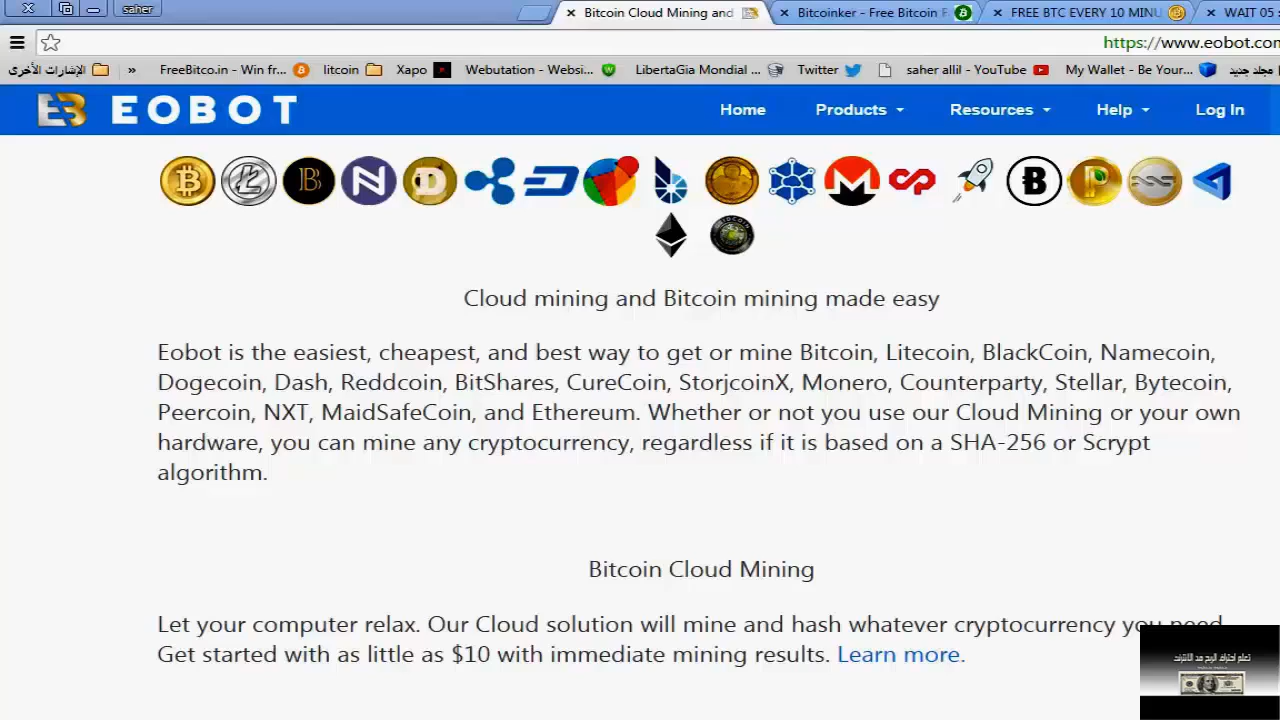 saher
Bitcoin Cloud Mining and
Bitcoinker - Free Bitcoin F
FREE BTC EVERY 10 MINU
WAIT 05
https://www.eobot.com
الإشارات الأخرى
»
FreeBitco.in - Win fr...
litcoin
Xapo
Webutation - Websi...
LibertaGia Mondial ...
Twitter
saher allil - YouTube
My Wallet - Be Your...
مجلد جديد
EOBOT
Home
Products
Resources
Help
Log In
Cloud mining and Bitcoin mining made easy
Eobot is the easiest, cheapest, and best way to get or mine Bitcoin, Litecoin, BlackCoin, Namecoin,
Dogecoin, Dash, Reddcoin, BitShares, CureCoin, StorjcoinX, Monero, Counterparty, Stellar, Bytecoin,
Peercoin, NXT, MaidSafeCoin, and Ethereum. Whether or not you use our Cloud Mining or your own
hardware, you can mine any cryptocurrency, regardless if it is based on a SHA-256 or Scrypt
algorithm.
Bitcoin Cloud Mining
Let your computer relax. Our Cloud solution will mine and hash whatever cryptocurrency you need.
Get started with as little as $10 with immediate mining results. Learn more.
تعلم احتراف الربح من الانترنت